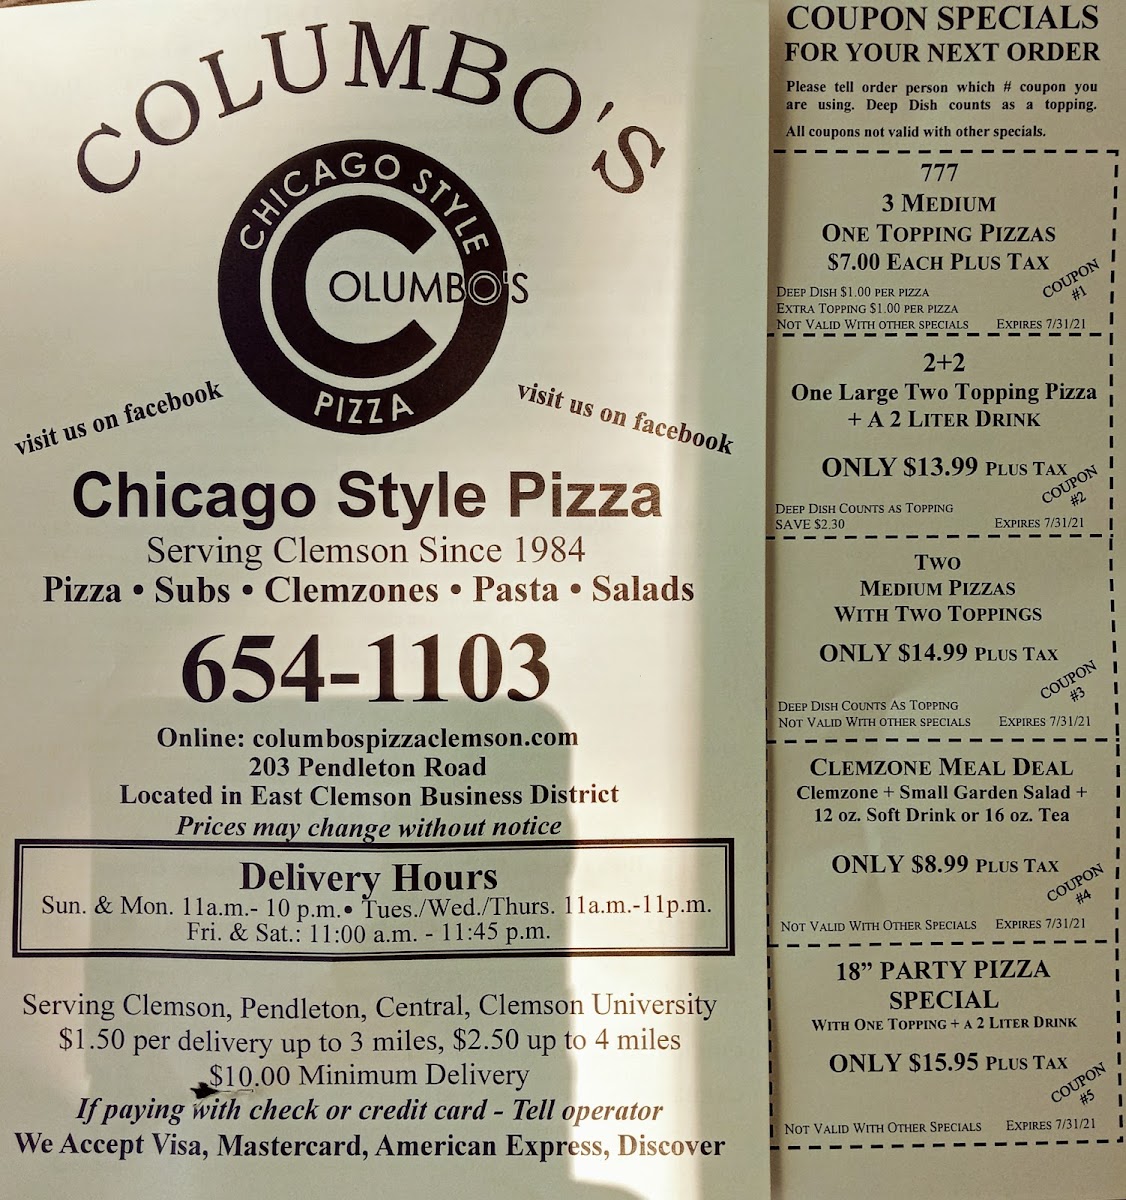 COLUMBO'S
CHICAGO STYLE
COLUMBO'S
PIZZA
visit us on facebook
visit us on facebook
Chicago Style Pizza
Serving Clemson Since 1984
Pizza • Subs • Clemzones • Pasta • Salads
654-1103
Online: columbospizzaclemson.com
203 Pendleton Road
Located in East Clemson Business District
Prices may change without notice
Delivery Hours
Sun. & Mon. 11a.m.- 10 p.m.• Tues./Wed./Thurs. 11a.m.-11p.m.
Fri. & Sat.: 11:00 a.m. - 11:45 p.m.
Serving Clemson, Pendleton, Central, Clemson University
$1.50 per delivery up to 3 miles, $2.50 up to 4 miles
$10.00 Minimum Delivery
If paying with check or credit card - Tell operator
We Accept Visa, Mastercard, American Express, Discover
COUPON SPECIALS
FOR YOUR NEXT ORDER
Please tell order person which # coupon you
are using. Deep Dish counts as a topping.
All coupons not valid with other specials.
777
3 MEDIUM
ONE TOPPING PIZZAS
$7.00 EACH PLUS TAX
COUPON
#1
DEEP DISH $1.00 PER PIZZA
EXTRA TOPPING $1.00 PER PIZZA
NOT VALID WITH OTHER SPECIALS EXPIRES 7/31/21
2+2
One Large Two Topping Pizza
+ A 2 LITER DRINK
ONLY $13.99 PLUS TAX
COUPON
#2
DEEP DISH COUNTS AS TOPPING
SAVE $2.30 EXPIRES 7/31/21
TWO
MEDIUM PIZZAS
WITH TWO TOPPINGS
ONLY $14.99 PLUS TAX
COUPON
#3
DEEP DISH COUNTS AS TOPPING
NOT VALID WITH OTHER SPECIALS EXPIRES 7/31/21
CLEMZONE MEAL DEAL
Clemzone + Small Garden Salad +
12 oz. Soft Drink or 16 oz. Tea
ONLY $8.99 PLUS TAX
COUPON
#4
NOT VALID WITH OTHER SPECIALS EXPIRES 7/31/21
18” PARTY PIZZA
SPECIAL
WITH ONE TOPPING + A 2 LITER DRINK
ONLY $15.95 PLUS TAX
COUPON
#5
NOT VALID WITH OTHER SPECIALS EXPIRES 7/31/21